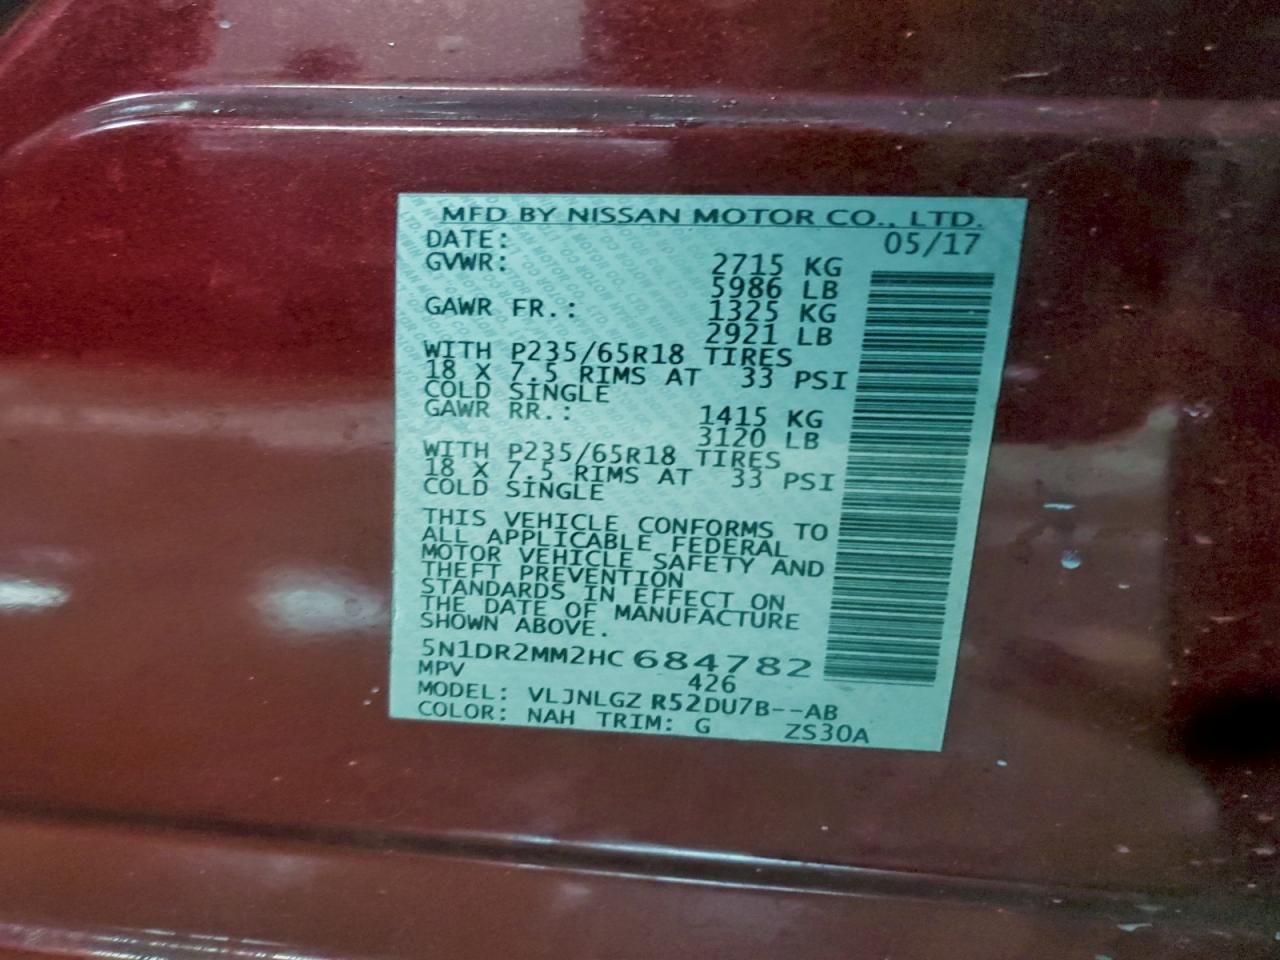 MFD BY NISSAN MOTOR CO., LTD.
DATE: 05/17
GVWR: 2715 KG
5986 LB
GAWR FR.: 1325 KG
2921 LB
WITH P235/65R18 TIRES
18 X 7.5 RIMS AT 33 PSI
COLD SINGLE
GAWR RR.: 1415 KG
3120 LB
WITH P235/65R18 TIRES
18 X 7.5 RIMS AT 33 PSI
COLD SINGLE
THIS VEHICLE CONFORMS TO
ALL APPLICABLE FEDERAL
MOTOR VEHICLE SAFETY AND
THEFT PREVENTION
STANDARDS IN EFFECT ON
THE DATE OF MANUFACTURE
SHOWN ABOVE.
5N1DR2MM2HC684782
MPV 426
MODEL: VLJNLGZ R52DU7B--AB
COLOR: NAH TRIM: G ZS30A